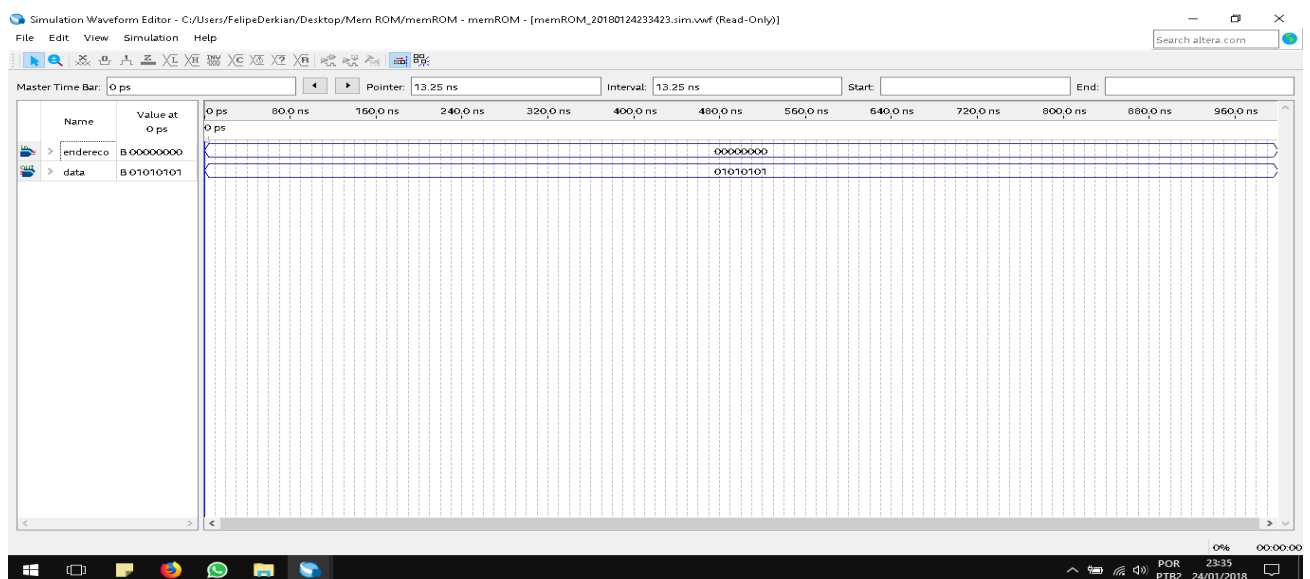 Simulation Waveform Editor - C:/Users/FelipeDerkian/Desktop/Mem ROM/memROM - memROM - [memROM_20180124233423.sim.vwf (Read-Only)]
File Edit View Simulation Help
Search altera.com
Master Time Bar: 0 ps Pointer: 13.25 ns Interval: 13.25 ns Start: End:
Name Value at 0 ps
0 ps 80.0 ns 160.0 ns 240.0 ns 320.0 ns 400.0 ns 480.0 ns 560.0 ns 640.0 ns 720.0 ns 800.0 ns 880.0 ns 960.0 ns
0 ps
endereco B 00000000 00000000
data B 01010101 01010101
0% 00:00:00
POR 23:35
PTB2 24/01/2018